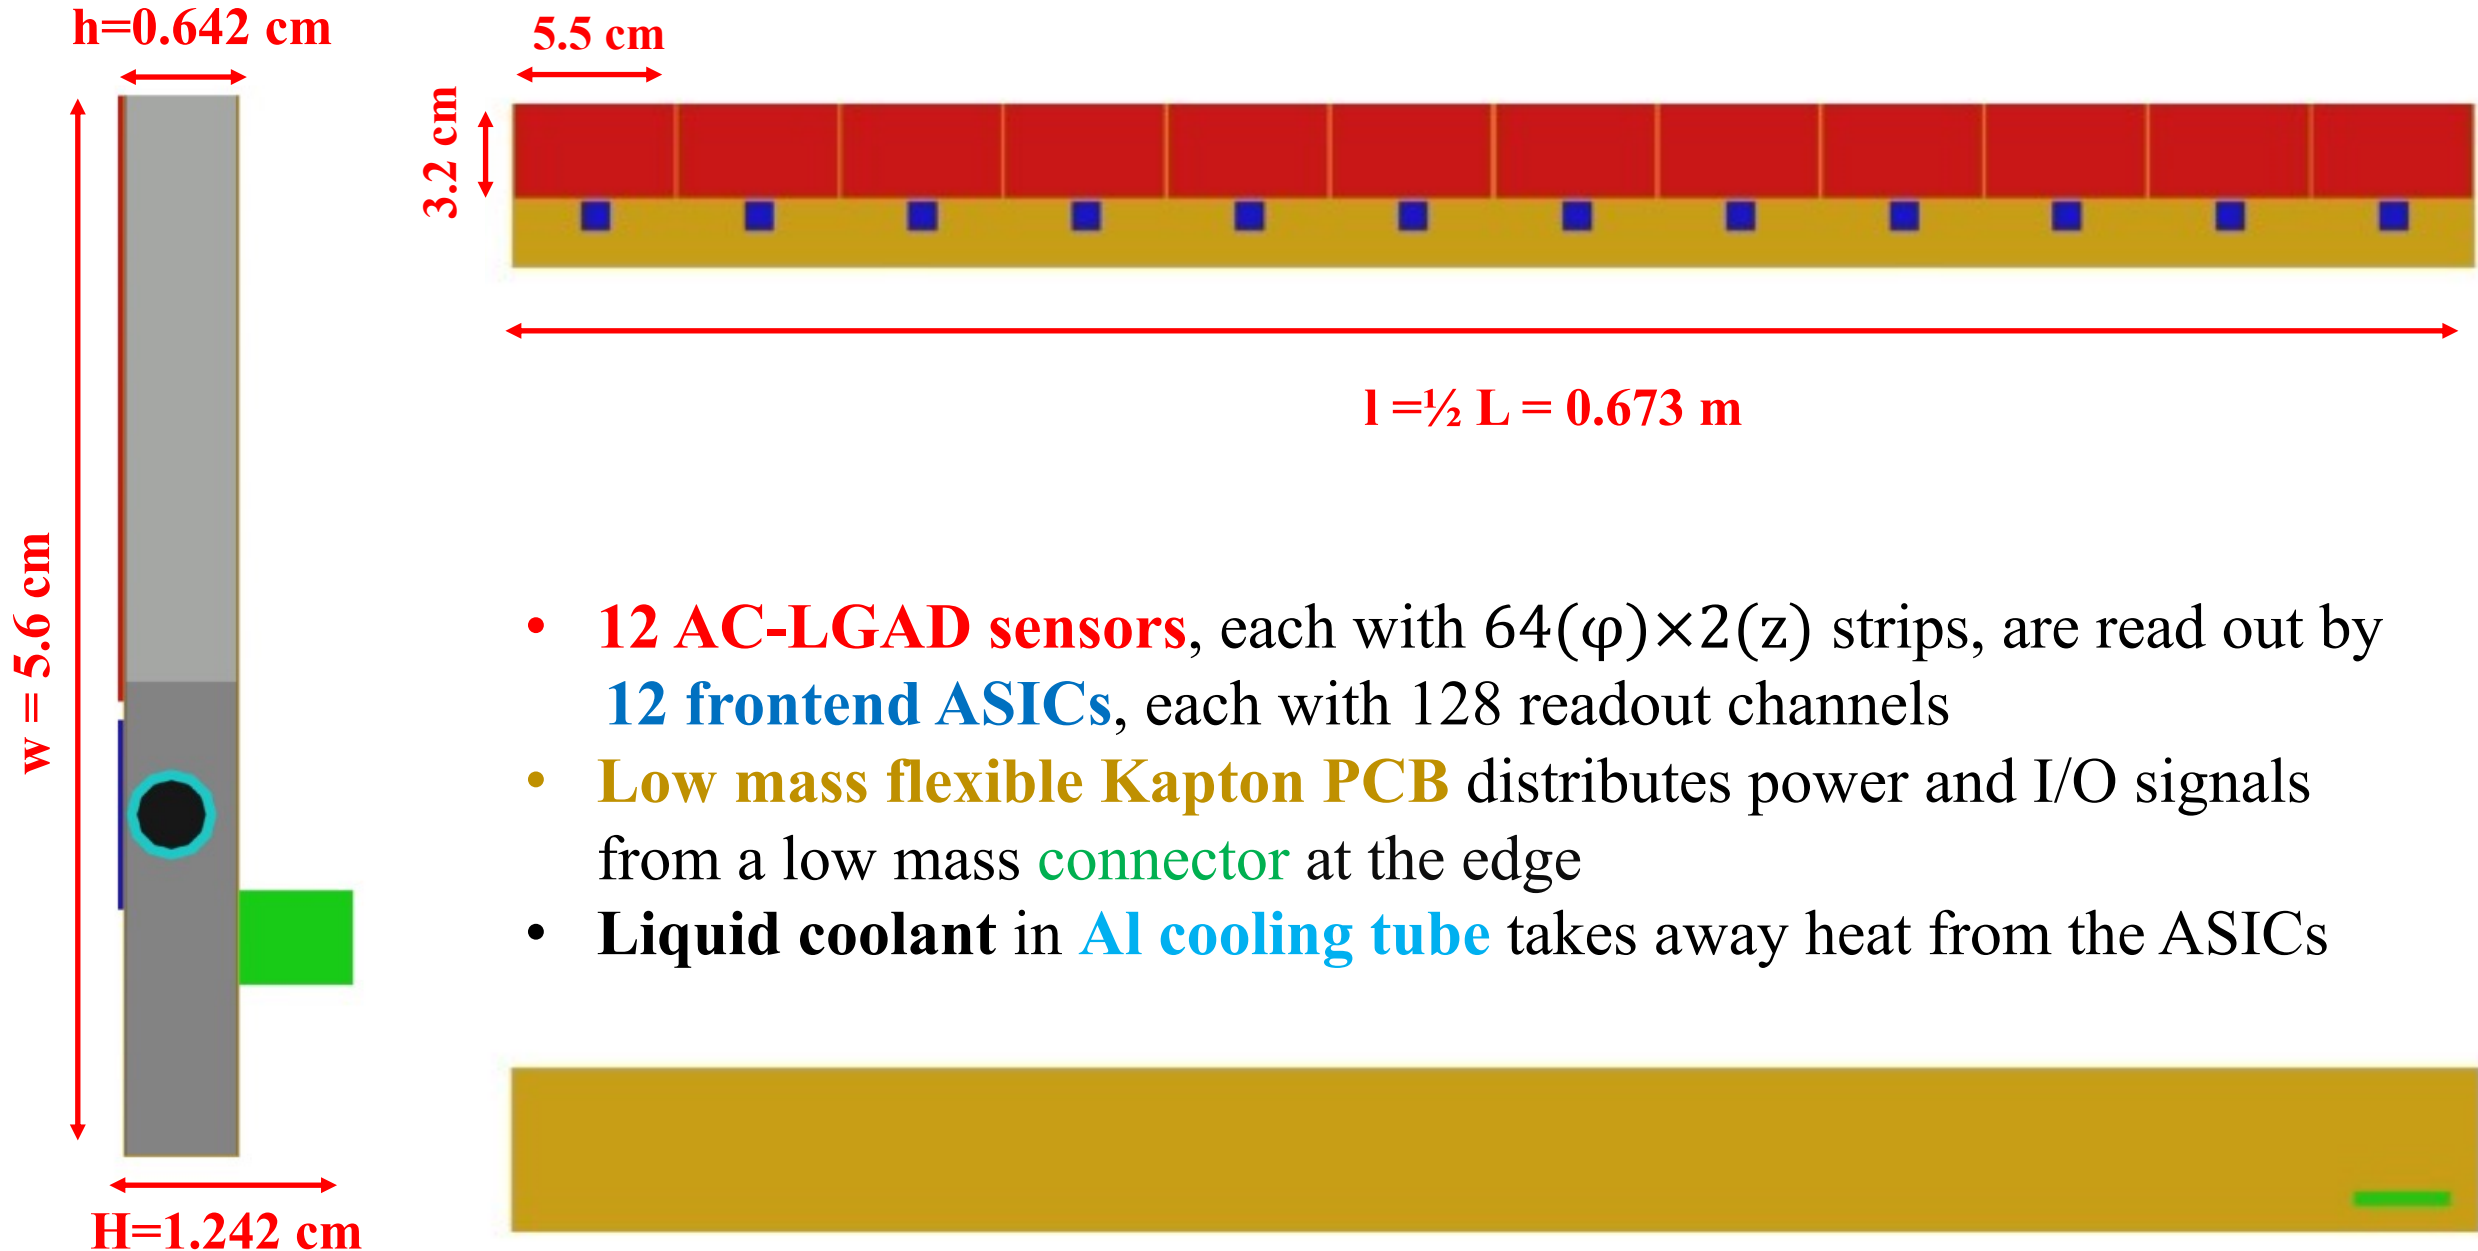 h=0.642 cm
5.5 cm
3.2 cm
l =½ L = 0.673 m
w = 5.6 cm
• 12 AC-LGAD sensors, each with 64(φ)×2(z) strips, are read out by
12 frontend ASICs, each with 128 readout channels
• Low mass flexible Kapton PCB distributes power and I/O signals
from a low mass connector at the edge
• Liquid coolant in Al cooling tube takes away heat from the ASICs
H=1.242 cm